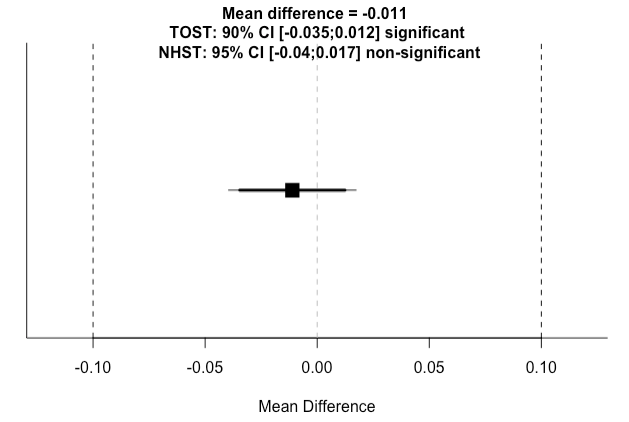 Mean difference = -0.011
TOST: 90% CI [-0.035;0.012] significant
NHST: 95% CI [-0.04;0.017] non-significant
-0.10 -0.05 0.00 0.05 0.10
Mean Difference